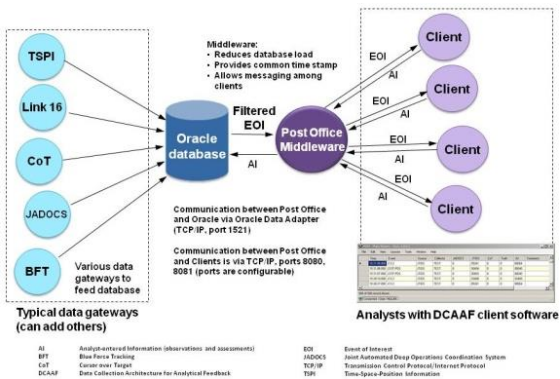 TSPI
Link 16
CoT
JADOCS
BFT
Various data
gateways to
feed database
Typical data gateways
(can add others)
Oracle
database
Middleware:
• Reduces database load
• Provides common time stamp
• Allows messaging among
clients
Filtered
EOI
AI
Post Office
Middleware
Communication between Post Office
and Oracle via Oracle Data Adapter
(TCP/IP, port 1521)
Communication between Post Office
and Clients is via TCP/IP, ports 8080,
8081 (ports are configurable)
EOI
AI
Client
EOI
AI
Client
EOI
AI
Client
EOI
AI
Client
Analysts with DCAAF client software
AI Analyst-entered Information (observations and assessments)
BFT Blue Force Tracking
CoT Cursor over Target
DCAAF Data Collection Architecture for Analytical Feedback
EOI Event of Interest
JADOCS Joint Automated Deep Operations Coordination System
TCP/IP Transmission Control Protocol/Internet Protocol
TSPI Time-Space-Position Information